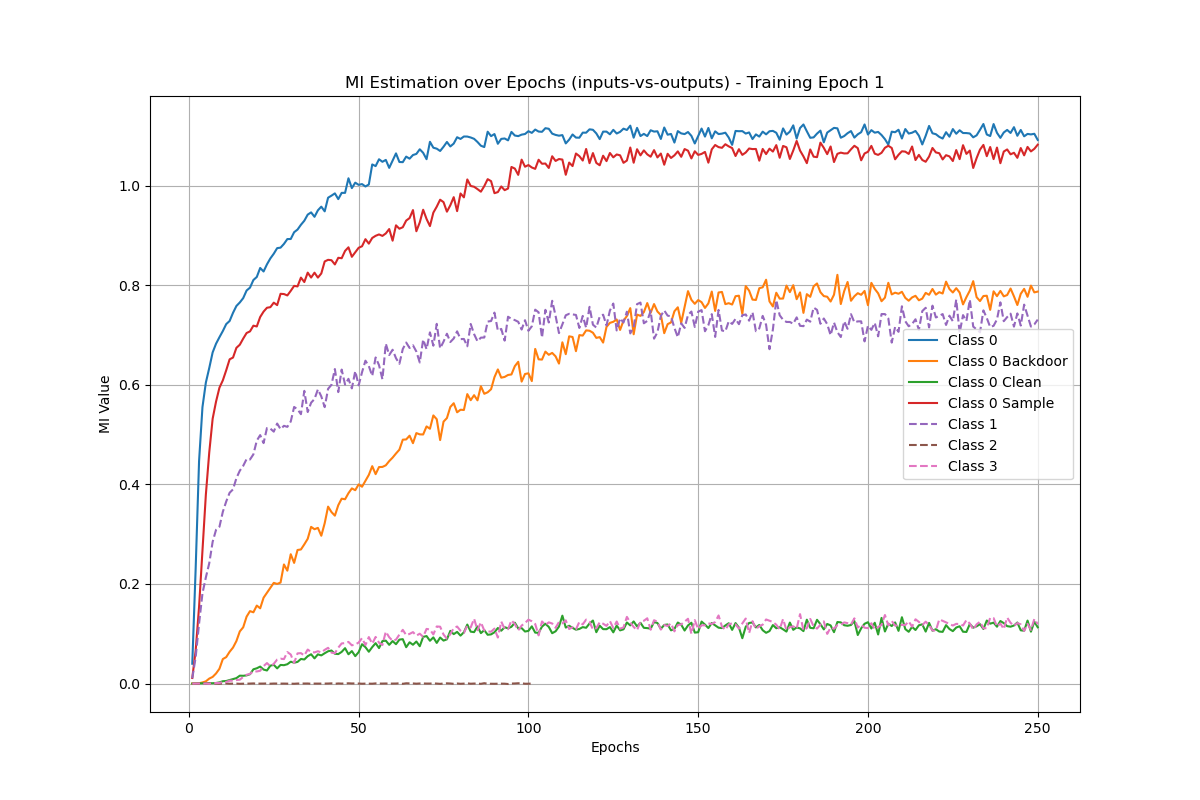 MI Estimation over Epochs (inputs-vs-outputs) - Training Epoch 1
MI Value
1.0
0.8
0.6
0.4
0.2
0.0
Class 0
Class 0 Backdoor
Class 0 Clean
Class 0 Sample
Class 1
Class 2
Class 3
0 50 100 150 200 250
Epochs